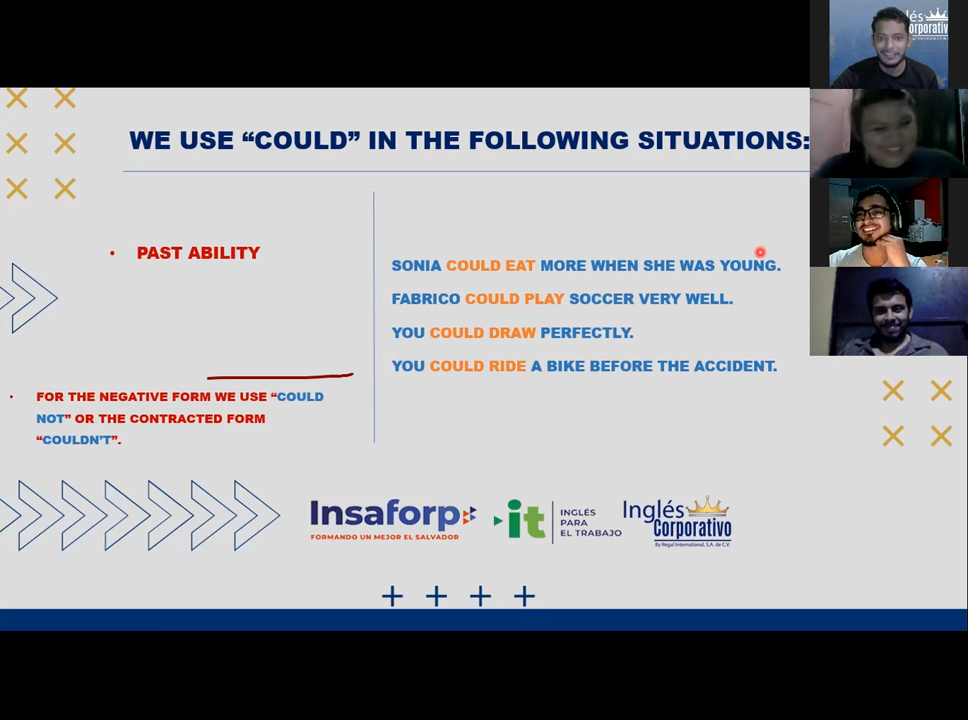 lés
orporativ
WE USE “COULD” IN THE FOLLOWING SITUATIONS:
• PAST ABILITY
SONIA COULD EAT MORE WHEN SHE WAS YOUNG.
FABRICO COULD PLAY SOCCER VERY WELL.
YOU COULD DRAW PERFECTLY.
YOU COULD RIDE A BIKE BEFORE THE ACCIDENT.
• FOR THE NEGATIVE FORM WE USE “COULD
NOT” OR THE CONTRACTED FORM
“COULDN’T”.
Insaforp
FORMANDO UN MEJOR EL SALVADOR
it
INGLÉS
PARA
EL TRABAJO
Inglés
Corporativo
By Regal International, S.A. de C.V.